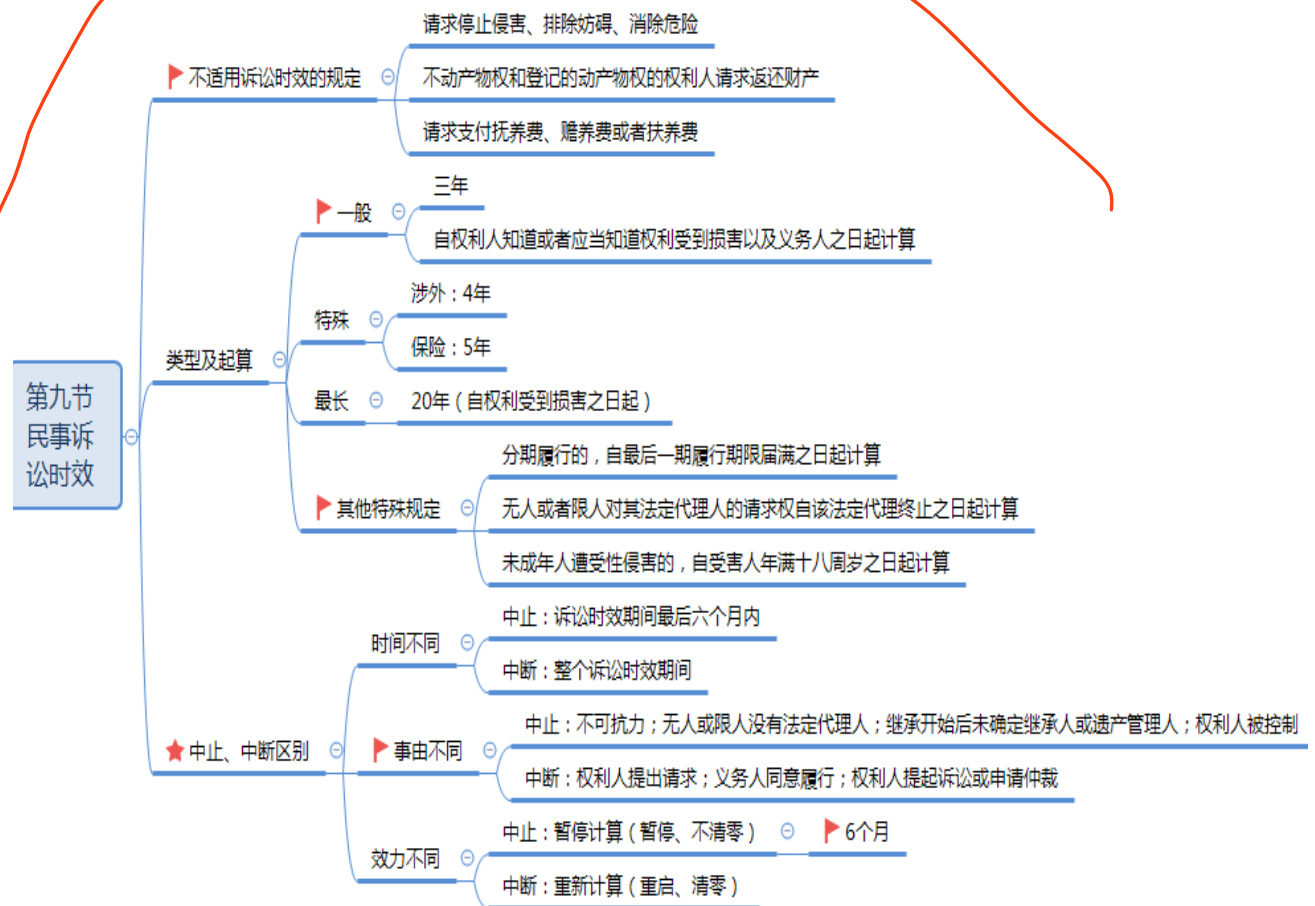 第九节
民事诉
讼时效
不适用诉讼时效的规定
请求停止侵害、排除妨碍、消除危险
不动产物权和登记的动产物权的权利人请求返还财产
请求支付抚养费、赡养费或者扶养费
类型及起算
一般
三年
自权利人知道或者应当知道权利受到损害以及义务人之日起计算
特殊
涉外：4年
保险：5年
最长
20年（自权利受到损害之日起）
其他特殊规定
分期履行的，自最后一期履行期限届满之日起计算
无人或者限人对其法定代理人的请求权自该法定代理终止之日起计算
未成年人遭受性侵害的，自受害人年满十八周岁之日起计算
中止、中断区别
时间不同
中止：诉讼时效期间最后六个月内
中断：整个诉讼时效期间
事由不同
中止：不可抗力；无人或限人没有法定代理人；继承开始后未确定继承人或遗产管理人；权利人被控制
中断：权利人提出请求；义务人同意履行；权利人提起诉讼或申请仲裁
效力不同
中止：暂停计算（暂停、不清零）
6个月
中断：重新计算（重启、清零）